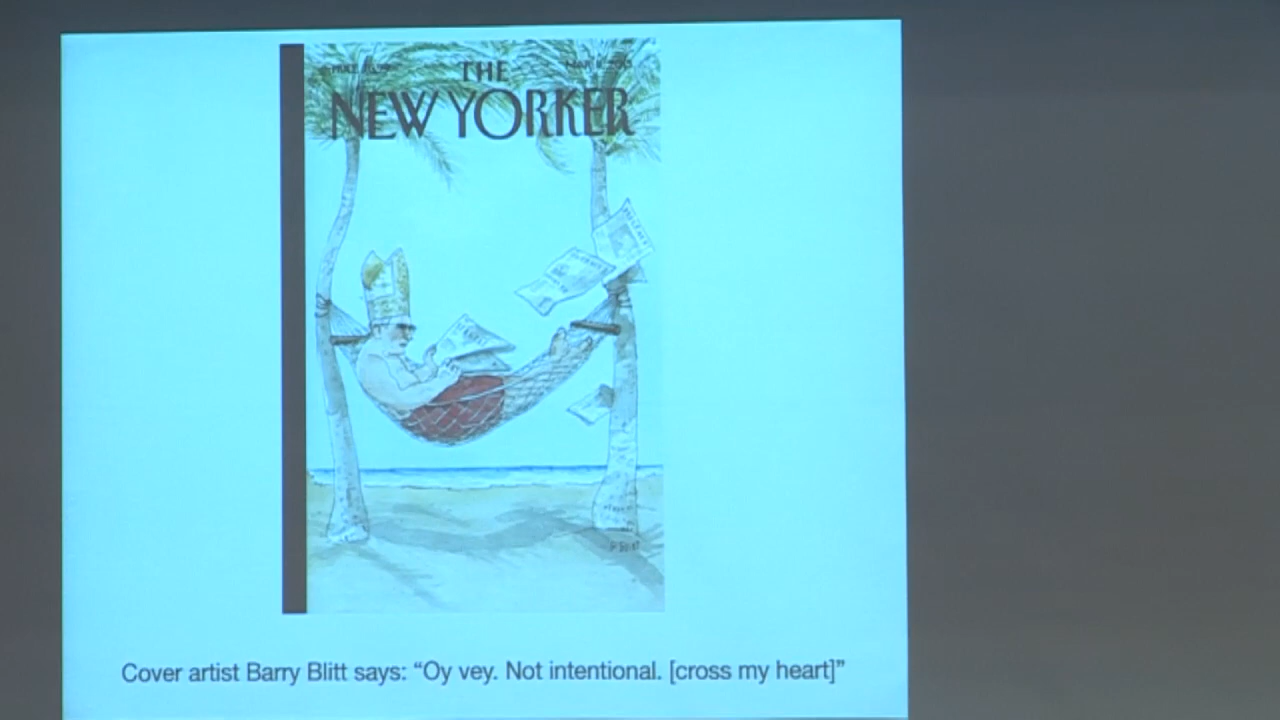 THE
NEW YORKER
Cover artist Barry Blitt says: “Oy vey. Not intentional. [cross my heart]”